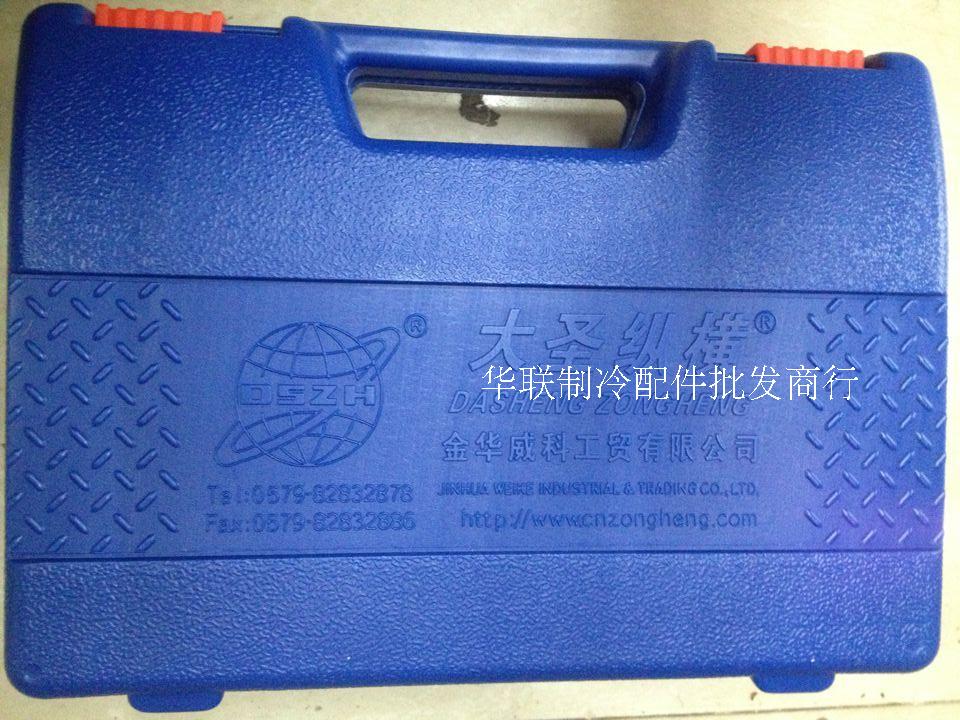 DSZH®
大圣纵横®
华联制冷配件批发商行
DASHENG ZONGHENG
金华威科工贸有限公司
JINHUA WEIKE INDUSTRIAL & TRADING CO.,LTD.
http://www.cnzongheng.com
Tel:0579-82832878
Fax:0579-82832886